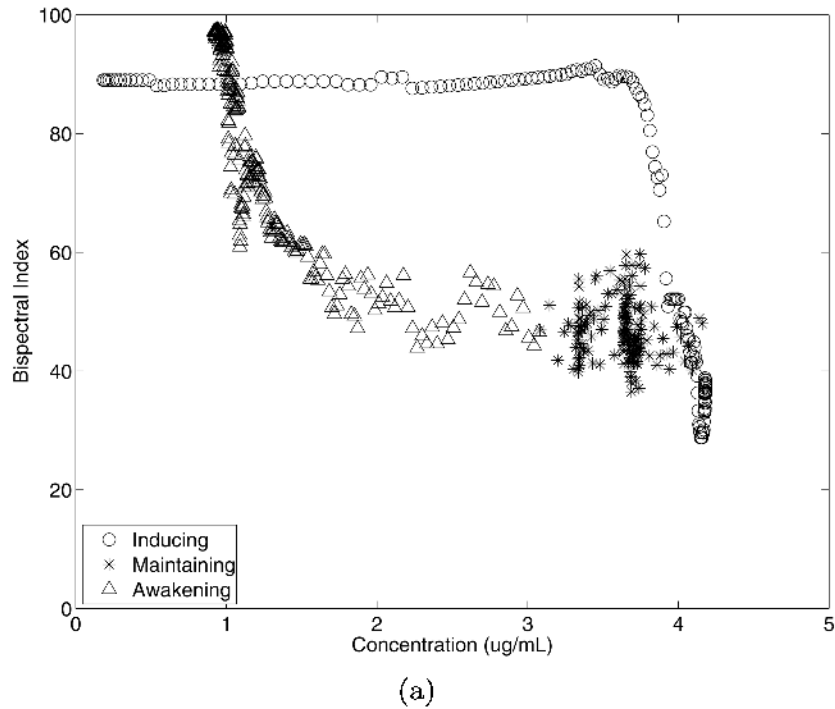 100
80
60
40
20
0
Bispectral Index
Inducing
Maintaining
Awakening
0 1 2 3 4 5
Concentration (ug/mL)
(a)